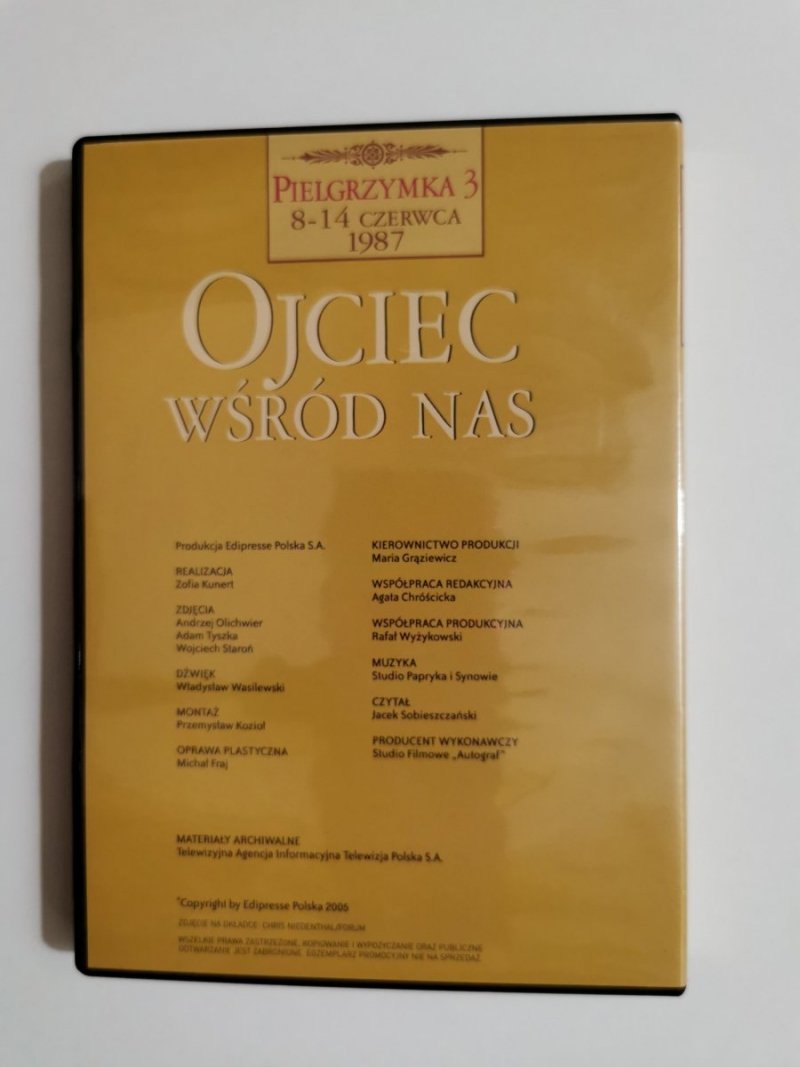 PIELGRZYMKA 3
8-14 CZERWCA
1987
OJCIEC
WŚRÓD NAS
Produkcja Edipresse Polska S.A.
REALIZACJA
Zofia Kunert
ZDJĘCIA
Andrzej Olichwier
Adam Tyszka
Wojciech Staroń
DŹWIĘK
Władysław Wasilewski
MONTAŻ
Przemysław Kozioł
OPRAWA PLASTYCZNA
Michał Fraj
KIEROWNICTWO PRODUKCJI
Maria Grąziewicz
WSPÓŁPRACA REDAKCYJNA
Agata Chróścicka
WSPÓŁPRACA PRODUKCYJNA
Rafał Wyżykowski
MUZYKA
Studio Papryka i Synowie
CZYTAŁ
Jacek Sobieszczański
PRODUCENT WYKONAWCZY
Studio Filmowe „Autograf”
MATERIAŁY ARCHIWALNE
Telewizyjna Agencja Informacyjna Telewizja Polska S.A.
*Copyright by Edipresse Polska 2005
ZDJĘCIE NA OKŁADCE: CHRIS NIEDENTHAL/FORUM
WSZELKIE PRAWA ZASTRZEŻONE. KOPIOWANIE I WYPOŻYCZANIE ORAZ PUBLICZNE
ODTWARZANIE JEST ZABRONIONE. EGZEMPLARZ PROMOCYJNY NIE NA SPRZEDAŻ.